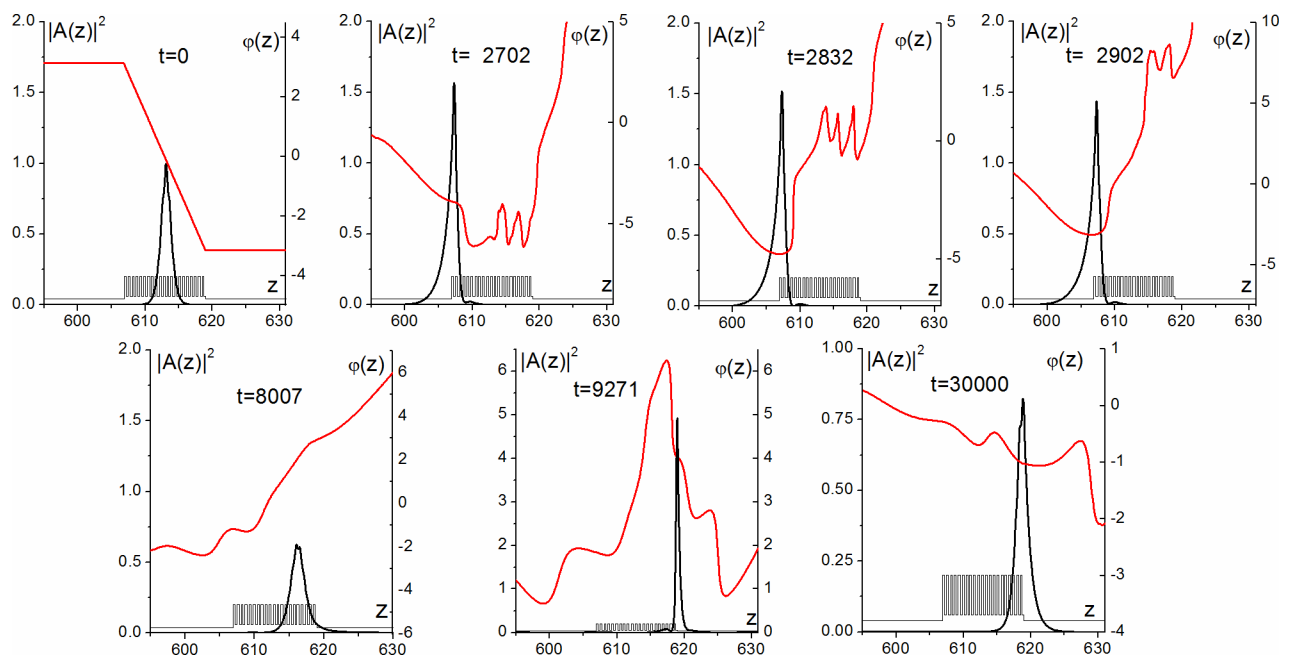 |A(z)|² t=0 φ(z)
2.0 1.5 1.0 0.5 0.0
4 3 2 1 0 -1 -2 -3 -4
z
600 610 620 630
|A(z)|² t= 2702 φ(z)
2.0 1.5 1.0 0.5 0.0
5 0 -5
z
600 610 620 630
|A(z)|² t=2832 φ(z)
2.0 1.5 1.0 0.5 0.0
5 0 -5
z
600 610 620 630
|A(z)|² t= 2902 φ(z)
2.0 1.5 1.0 0.5 0.0
10 5 0 -5
z
600 610 620 630
|A(z)|² t=8007 φ(z)
2.0 1.5 1.0 0.5 0.0
6 4 2 0 -2 -4 -6
z
600 610 620 630
|A(z)|² t=9271 φ(z)
6 5 4 3 2 1 0
6 5 4 3 2 1 0
z
600 610 620 630
|A(z)|² t=30000 φ(z)
1.00 0.75 0.50 0.25 0.00
1 0 -1 -2 -3 -4
z
600 610 620 630